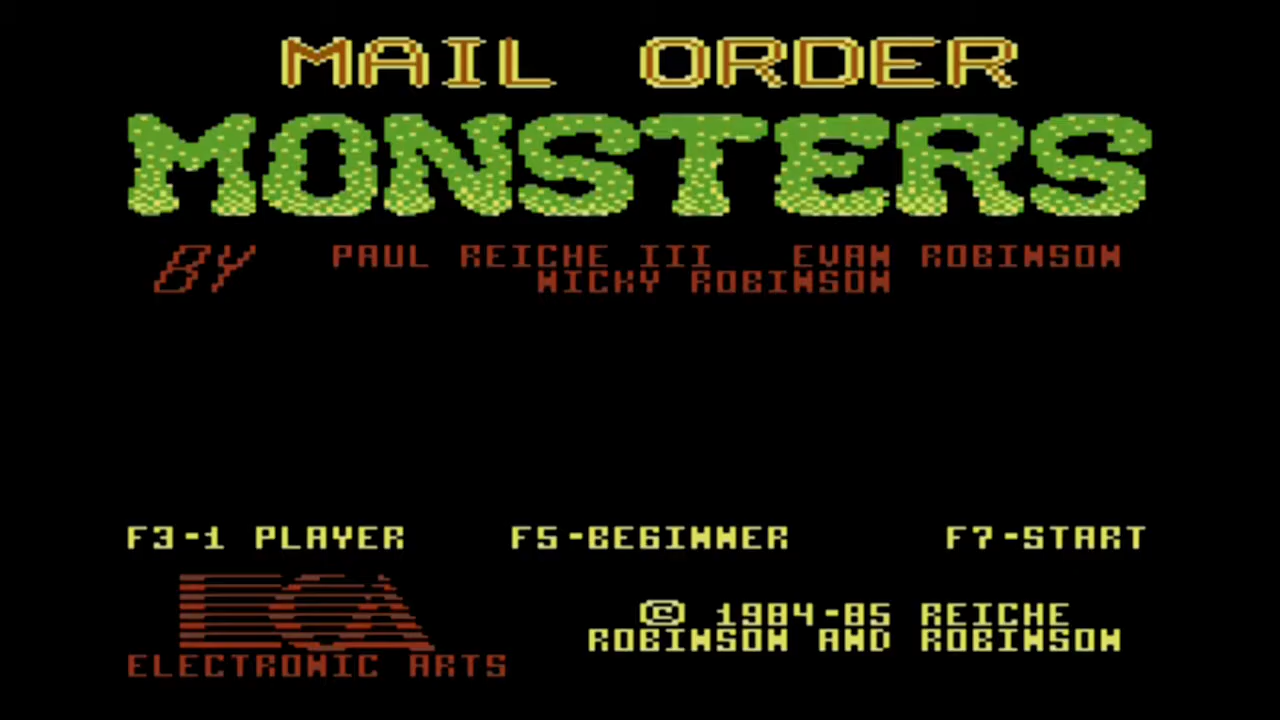 MAIL ORDER
MONSTERS
BY PAUL REICHE III EVAN ROBINSON
NICKY ROBINSON
F3-1 PLAYER F5-BEGINNER F7-START
© 1984-85 REICHE
ROBINSON AND ROBINSON
ELECTRONIC ARTS